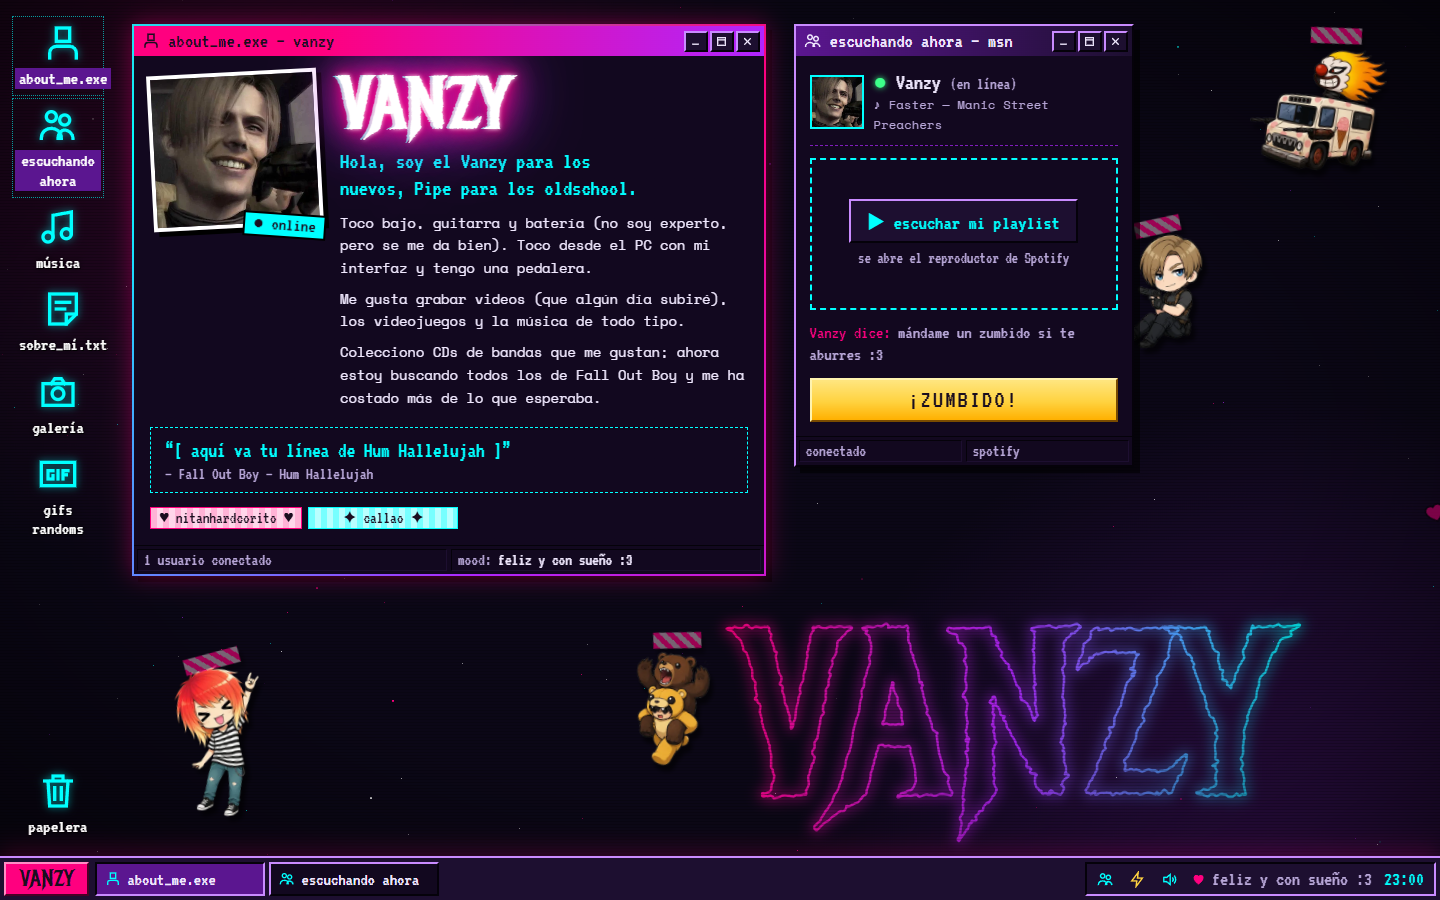 about_me.exe
escuchando
ahora
música
sobre_mí.txt
galería
GIF
gifs
randoms
papelera
about_me.exe — vanzy
VANZY
Hola, soy el Vanzy para los
nuevos, Pipe para los oldschool.
● online
Toco bajo, guitarra y batería (no soy experto,
pero se me da bien). Toco desde el PC con mi
interfaz y tengo una pedalera.
Me gusta grabar videos (que algún día subiré),
los videojuegos y la música de todo tipo.
Colecciono CDs de bandas que me gustan; ahora
estoy buscando todos los de Fall Out Boy y me ha
costado más de lo que esperaba.
“[ aquí va tu línea de Hum Hallelujah ]”
— Fall Out Boy — Hum Hallelujah
♥ nitanhardcorito ♥
✦ callao ✦
1 usuario conectado
mood: feliz y con sueño :3
escuchando ahora — msn
Vanzy (en línea)
♪ Faster — Manic Street
Preachers
▶ escuchar mi playlist
se abre el reproductor de Spotify
Vanzy dice: mándame un zumbido si te
aburres :3
¡ZUMBIDO!
conectado
spotify
VANZY
VANZY
about_me.exe
escuchando ahora
♥ feliz y con sueño :3
23:00